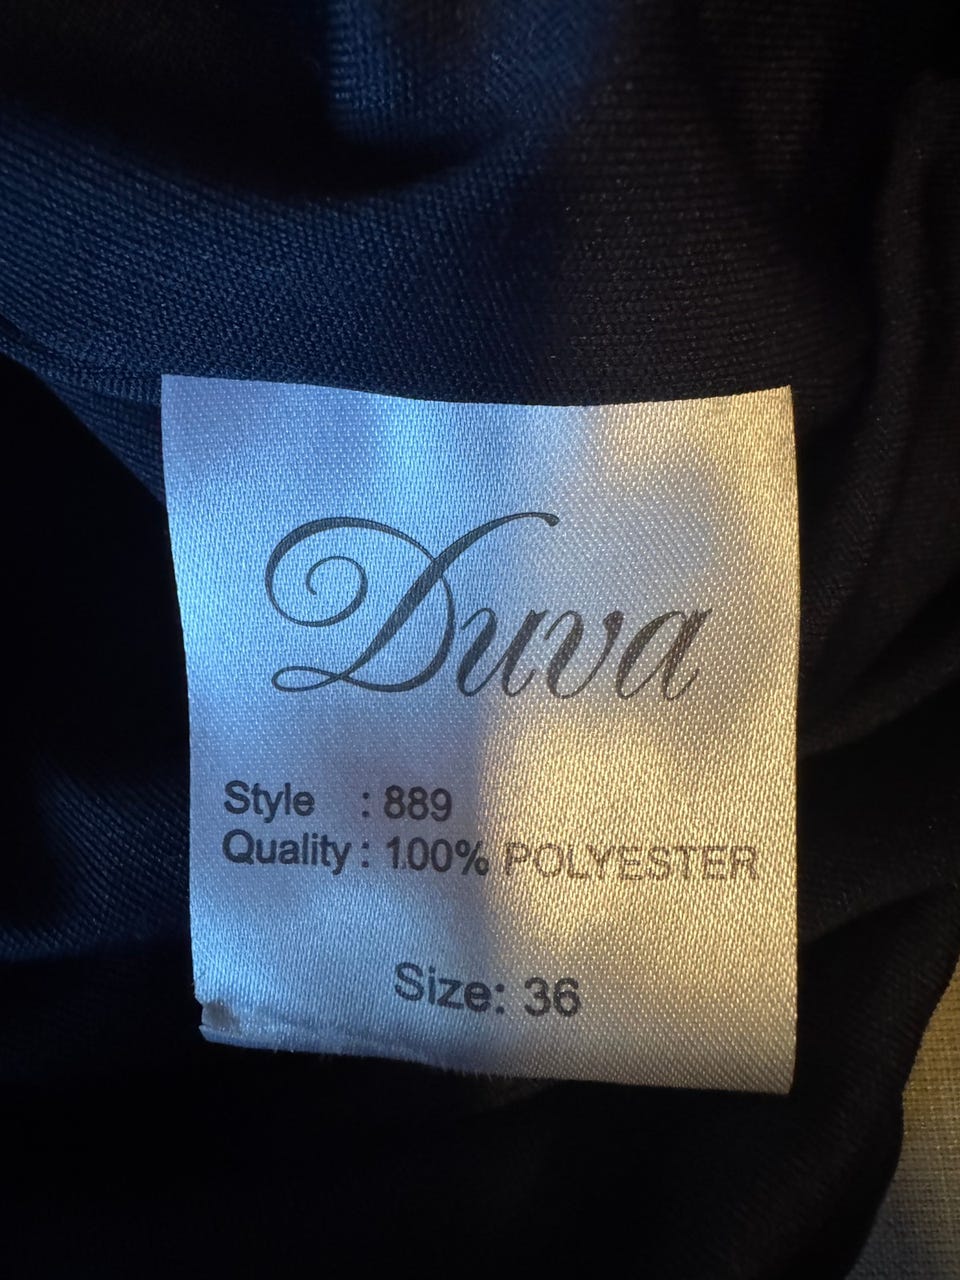 Duva
Style : 889
Quality : 100% POLYESTER
Size: 36